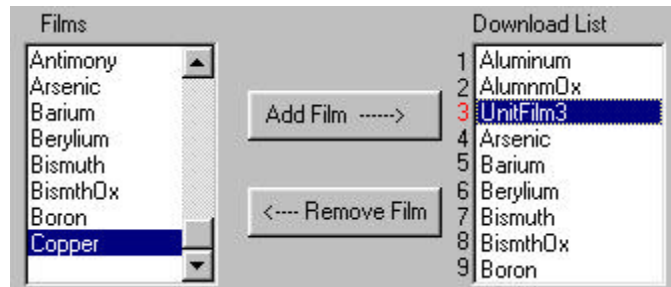 Films
Antimony
Arsenic
Barium
Berylium
Bismuth
BismthOx
Boron
Copper
Add Film ------>
<---- Remove Film
Download List
1 Aluminum
2 AlumnmOx
3 UnitFilm3
4 Arsenic
5 Barium
6 Berylium
7 Bismuth
8 BismthOx
9 Boron